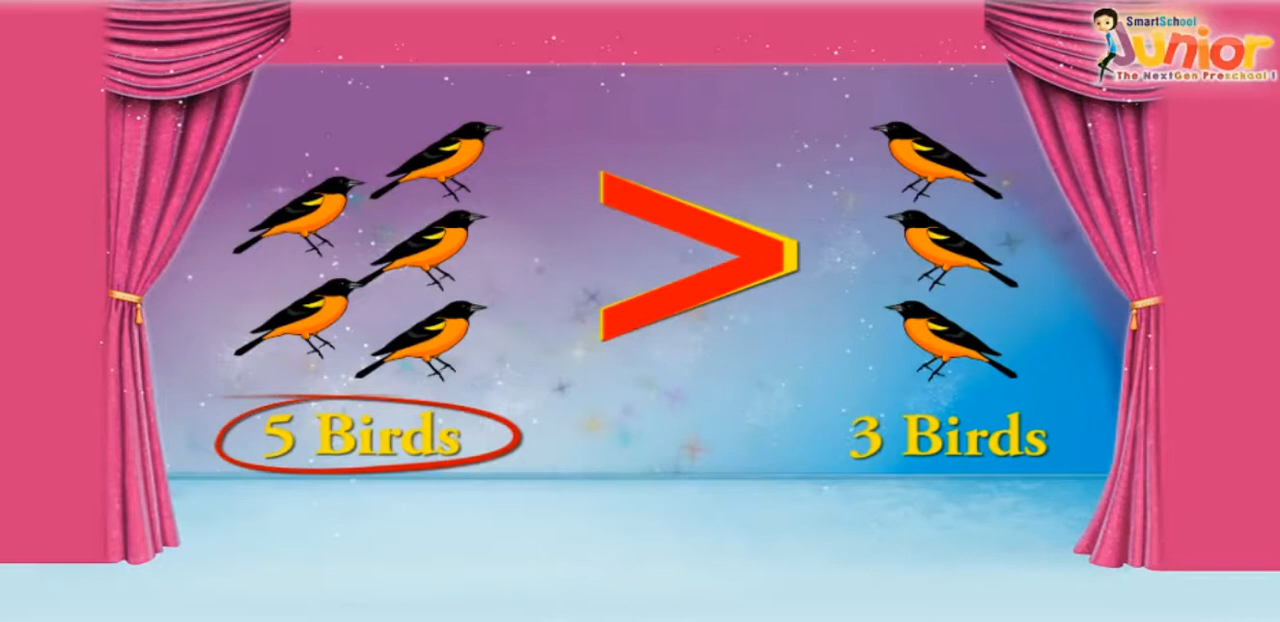 SmartSchool
Junior
The NextGen Preschool !
>
5 Birds
3 Birds